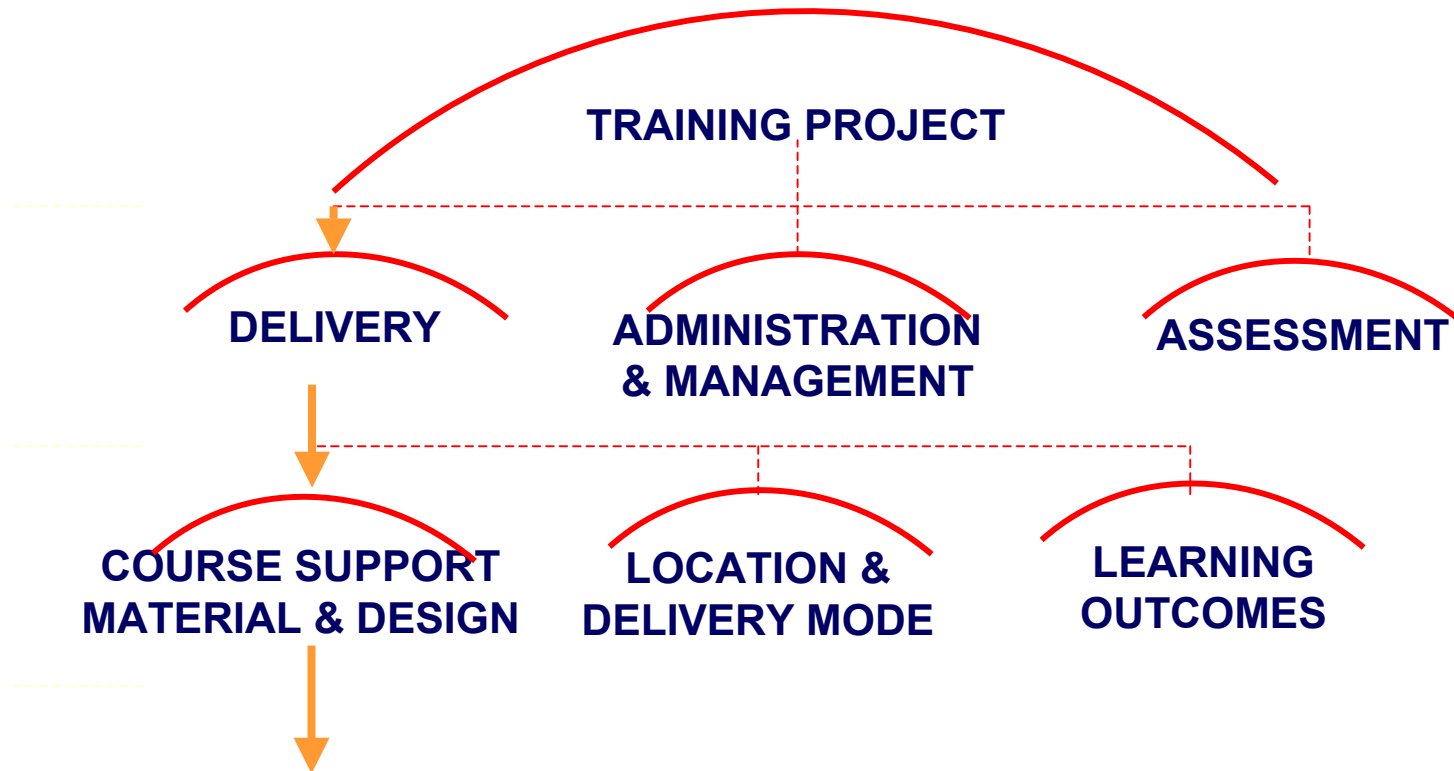 TRAINING PROJECT
DELIVERY
ADMINISTRATION
& MANAGEMENT
ASSESSMENT
COURSE SUPPORT
MATERIAL & DESIGN
LOCATION &
DELIVERY MODE
LEARNING
OUTCOMES